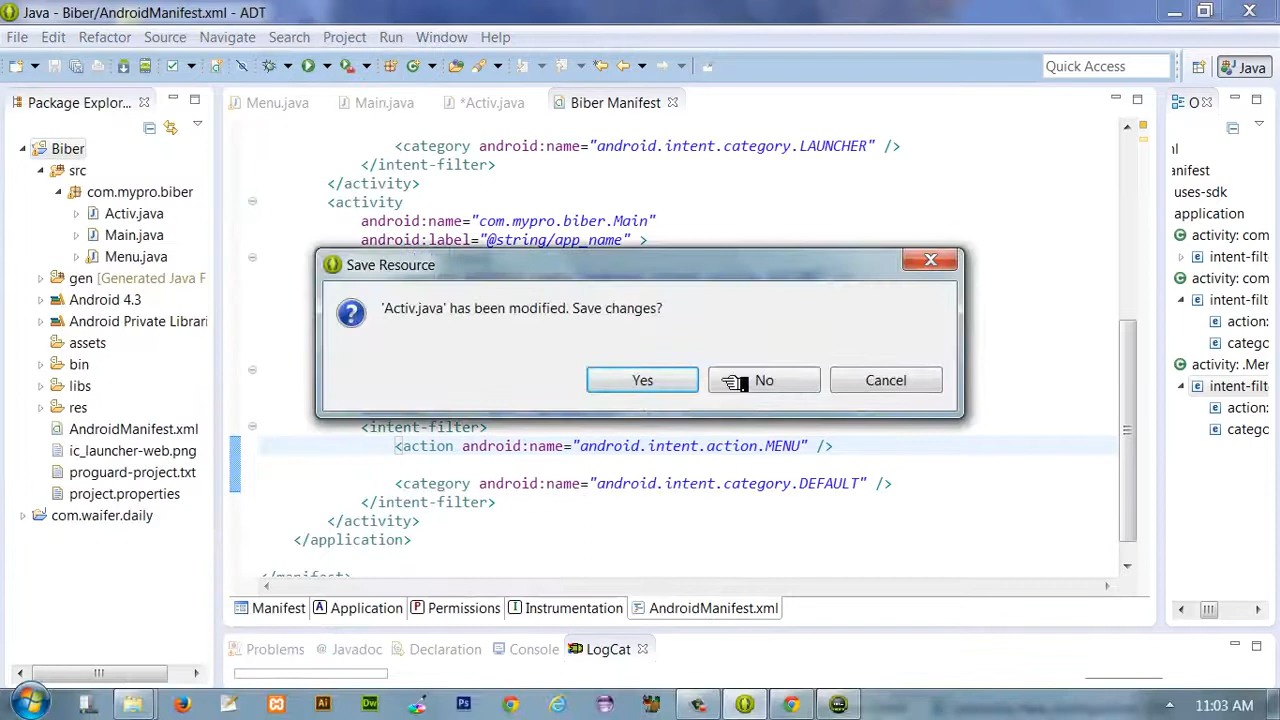 Java - Biber/AndroidManifest.xml - ADT
File Edit Refactor Source Navigate Search Project Run Window Help
Quick Access
Java
Package Explor...
Menu.java
Main.java
*Activ.java
Biber Manifest
O
Biber
src
com.mypro.biber
Activ.java
Main.java
Menu.java
gen [Generated Java F
Android 4.3
Android Private Librari
assets
bin
libs
res
AndroidManifest.xml
ic_launcher-web.png
proguard-project.txt
project.properties
com.waifer.daily
<category android:name="android.intent.category.LAUNCHER" />
</intent-filter>
</activity>
<activity
android:name="com.mypro.biber.Main"
android:label="@string/app_name" >
Save Resource
'Activ.java' has been modified. Save changes?
Yes
No
Cancel
<intent-filter>
<action android:name="android.intent.action.MENU" />
<category android:name="android.intent.category.DEFAULT" />
</intent-filter>
</activity>
</application>
</manifest>
anifest
uses-sdk
application
activity: com
intent-filt
activity: com
intent-filt
action:
categc
activity: .Mer
intent-filt
action:
categc
Manifest
Application
Permissions
Instrumentation
AndroidManifest.xml
Problems
Javadoc
Declaration
Console
LogCat
11:03 AM